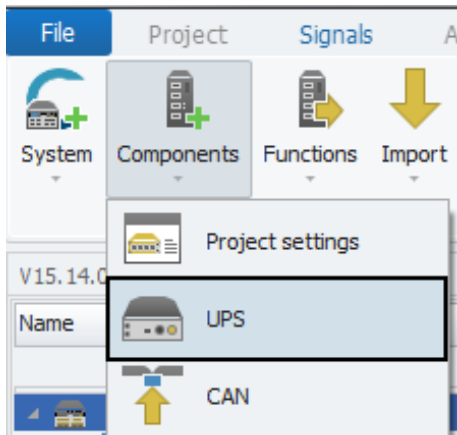 File Project Signals A
System Components Functions Import
Project settings
V15.14.0
Name
UPS
CAN